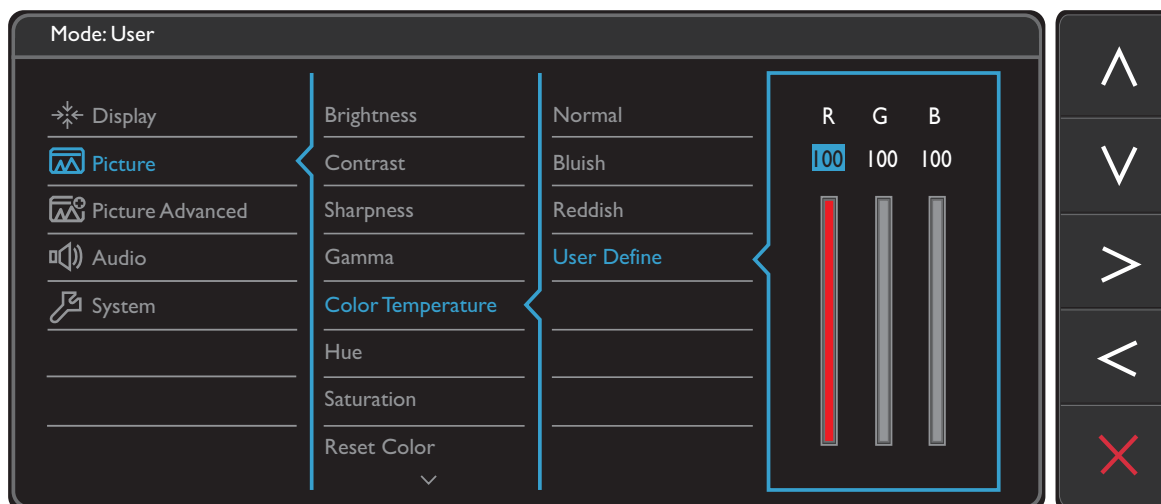 Mode: User
Display
Picture
Picture Advanced
Audio
System
Brightness
Contrast
Sharpness
Gamma
Color Temperature
Hue
Saturation
Reset Color
Normal
Bluish
Reddish
User Define
R G B
100 100 100